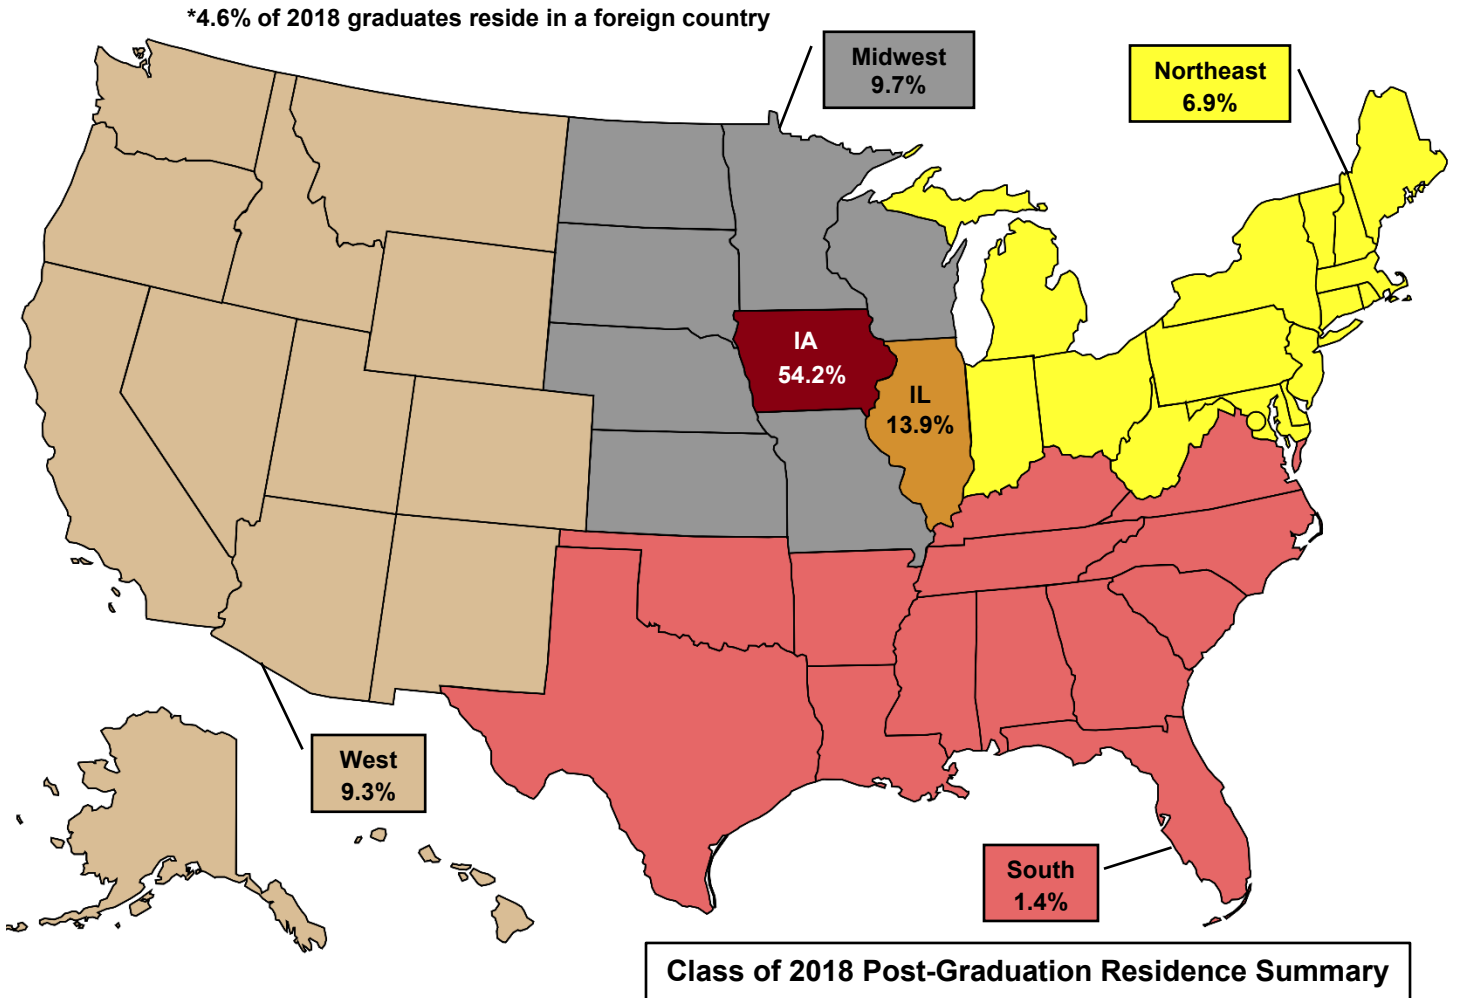 *4.6% of 2018 graduates reside in a foreign country
Midwest
9.7%
Northeast
6.9%
IA
54.2%
IL
13.9%
West
9.3%
South
1.4%
Class of 2018 Post-Graduation Residence Summary